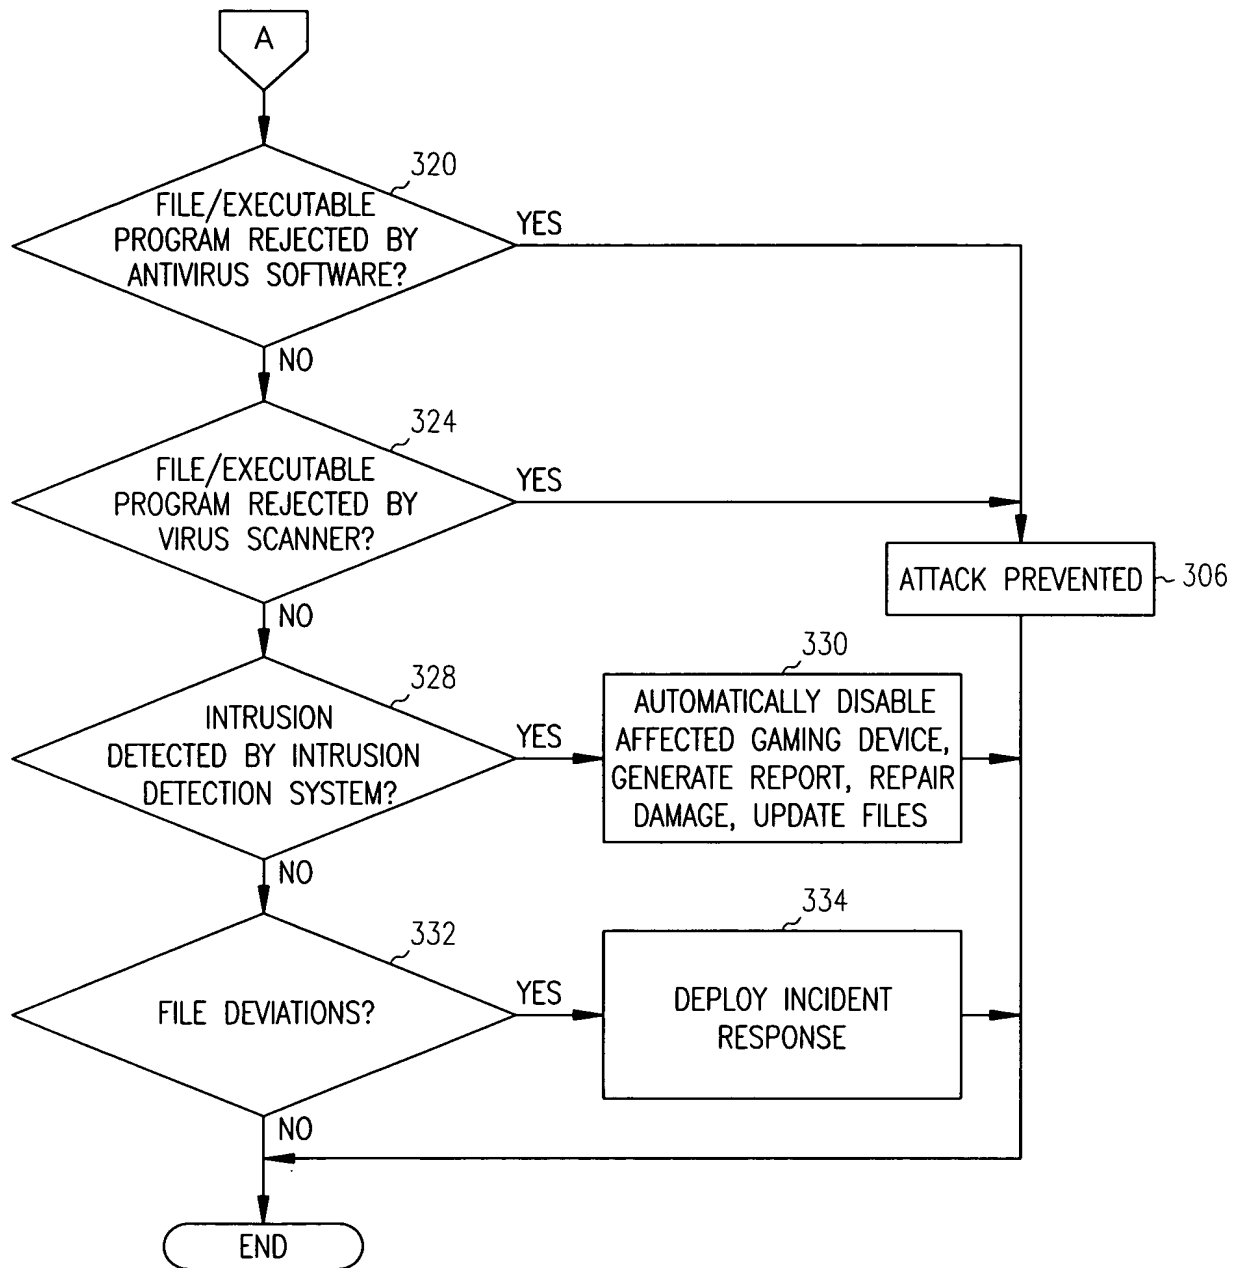 A
320
FILE/EXECUTABLE
PROGRAM REJECTED BY
ANTIVIRUS SOFTWARE?
YES
NO
324
FILE/EXECUTABLE
PROGRAM REJECTED BY
VIRUS SCANNER?
YES
ATTACK PREVENTED
306
NO
328
INTRUSION
DETECTED BY INTRUSION
DETECTION SYSTEM?
YES
330
AUTOMATICALLY DISABLE
AFFECTED GAMING DEVICE,
GENERATE REPORT, REPAIR
DAMAGE, UPDATE FILES
NO
332
FILE DEVIATIONS?
YES
334
DEPLOY INCIDENT
RESPONSE
NO
END